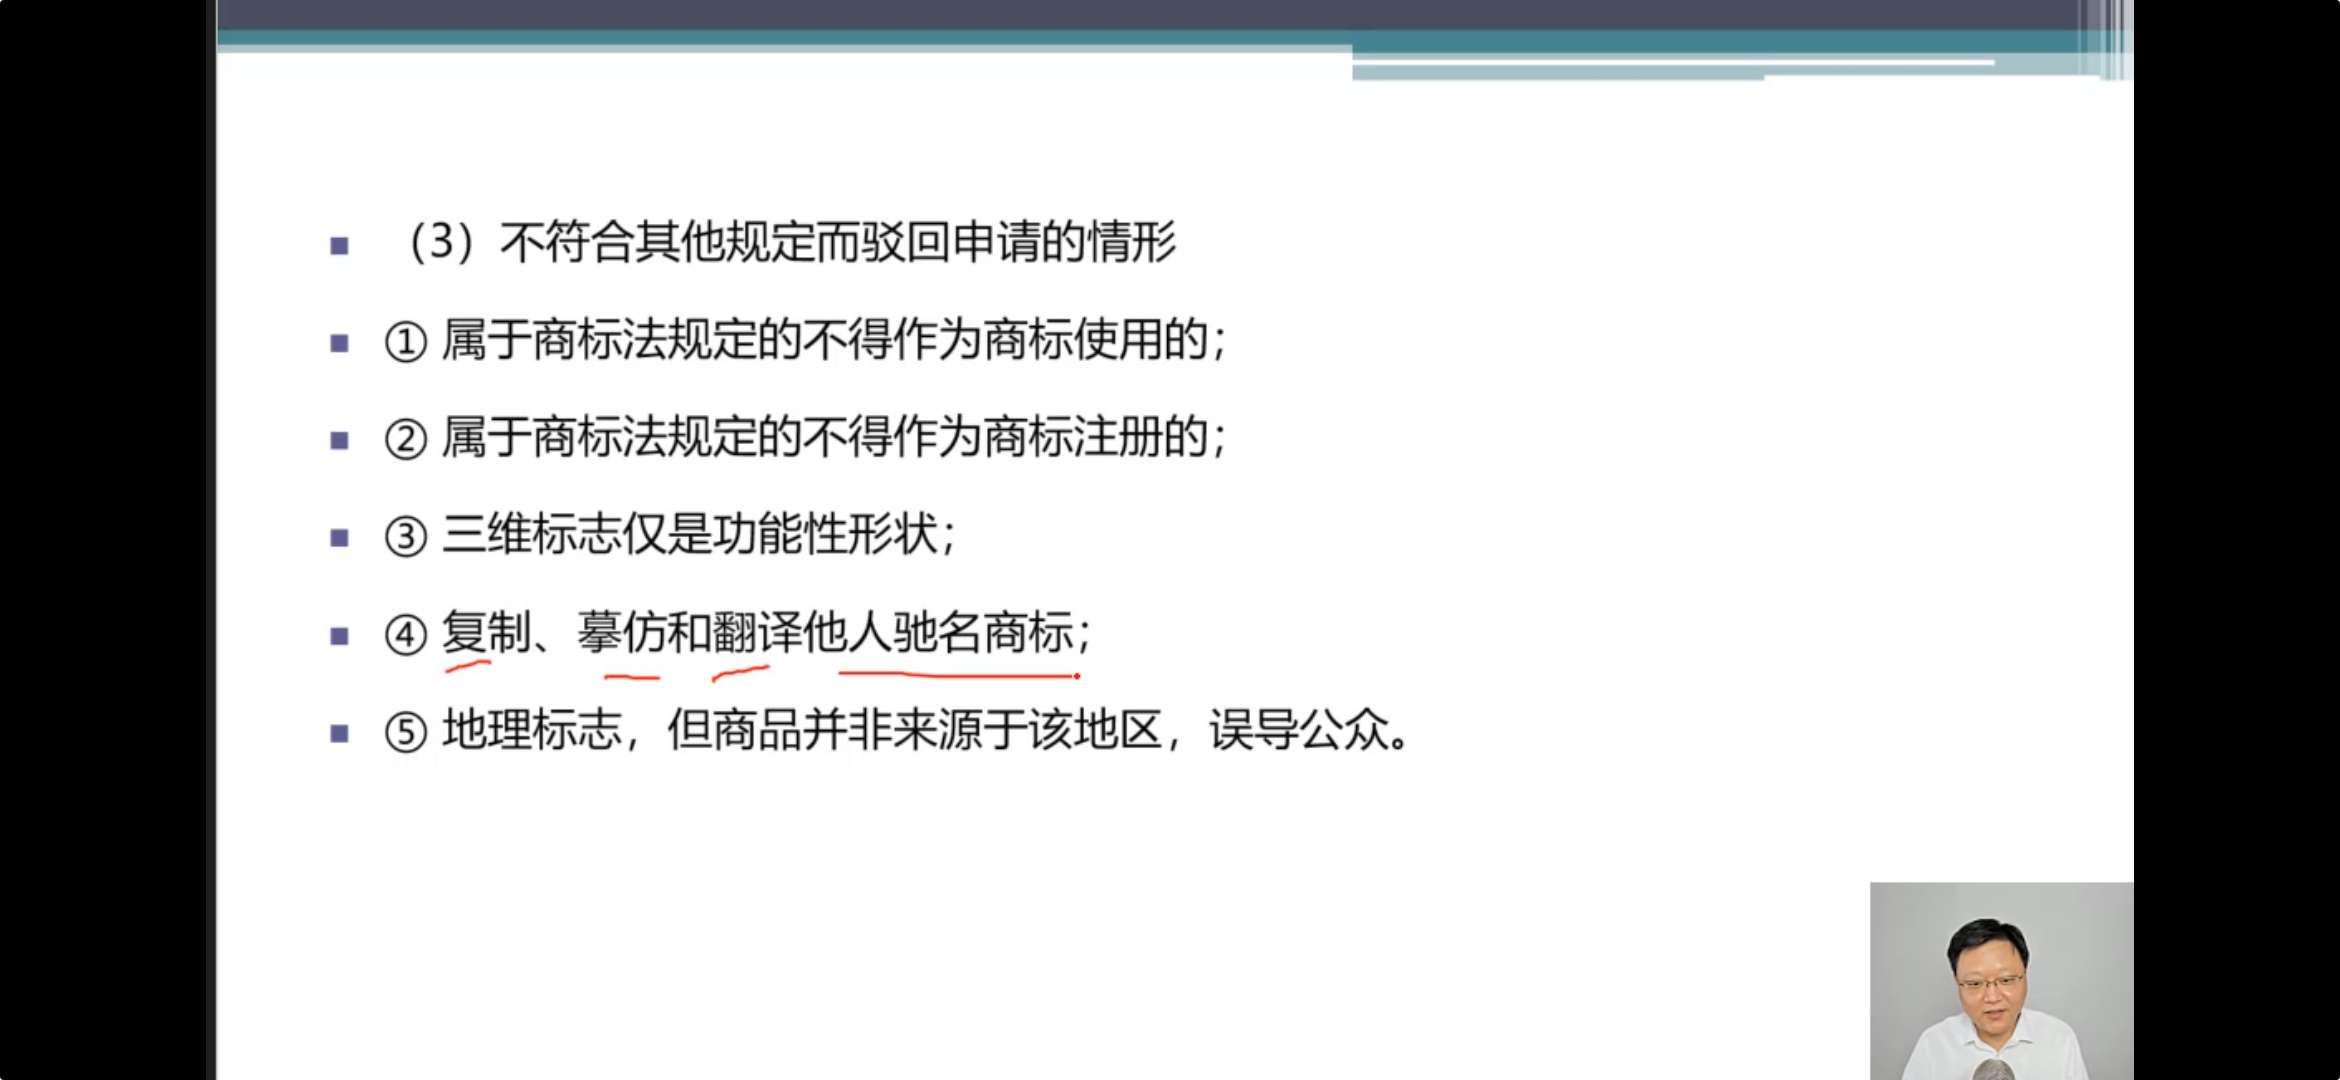 （3）不符合其他规定而驳回申请的情形
① 属于商标法规定的不得作为商标使用的；
② 属于商标法规定的不得作为商标注册的；
③ 三维标志仅是功能性形状；
④ 复制、摹仿和翻译他人驰名商标；
⑤ 地理标志，但商品并非来源于该地区，误导公众。